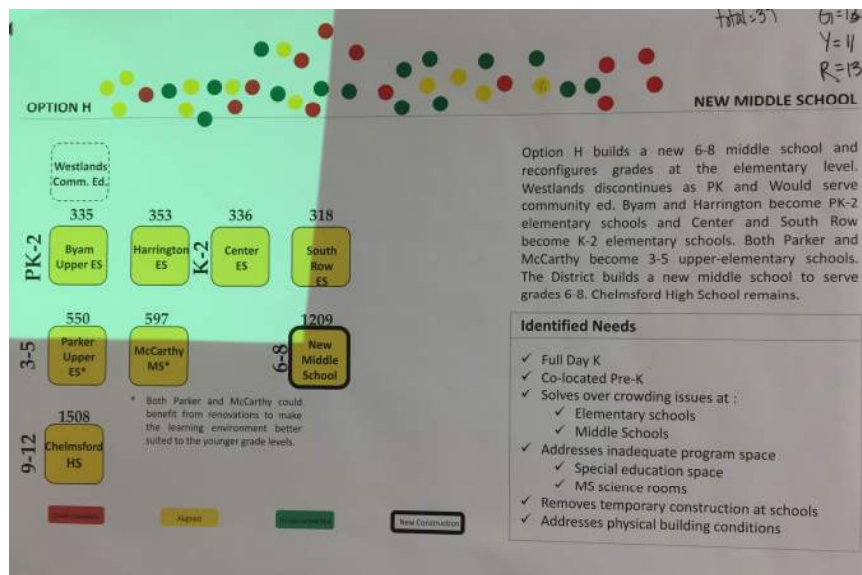 total=37
G=13
Y=11
R=13
OPTION H
NEW MIDDLE SCHOOL
Westlands
Comm. Ed.
335
353
336
318
PK-2
Byam
Upper ES
Harrington
ES
K-2
Center
ES
South
Row
ES
550
597
1209
3-5
Parker
Upper
ES*
McCarthy
MS*
6-8
New
Middle
School
* Both Parker and McCarthy could
benefit from renovations to make
the learning environment better
suited to the younger grade levels.
1508
9-12
Chelmsford
HS
Aligned
New Construction
Option H builds a new 6-8 middle school and
reconfigures grades at the elementary level.
Westlands discontinues as PK and Would serve
community ed. Byam and Harrington become PK-2
elementary schools and Center and South Row
become K-2 elementary schools. Both Parker and
McCarthy become 3-5 upper-elementary schools.
The District builds a new middle school to serve
grades 6-8. Chelmsford High School remains.
Identified Needs
✓ Full Day K
✓ Co-located Pre-K
✓ Solves over crowding issues at :
✓ Elementary schools
✓ Middle Schools
✓ Addresses inadequate program space
✓ Special education space
✓ MS science rooms
✓ Removes temporary construction at schools
✓ Addresses physical building conditions